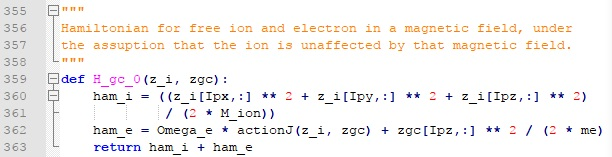 355 """
356 Hamiltonian for free ion and electron in a magnetic field, under
357 the assumption that the ion is unaffected by that magnetic field.
358 """
359 def H_gc_0(z_i, zgc):
360     ham_i = ((z_i[Ipx,:] ** 2 + z_i[Ipy,:] ** 2 + z_i[Ipz,:] ** 2)
361              / (2 * M_ion))
362     ham_e = Omega_e * actionJ(z_i, zgc) + zgc[Ipz,:] ** 2 / (2 * me)
363     return ham_i + ham_e